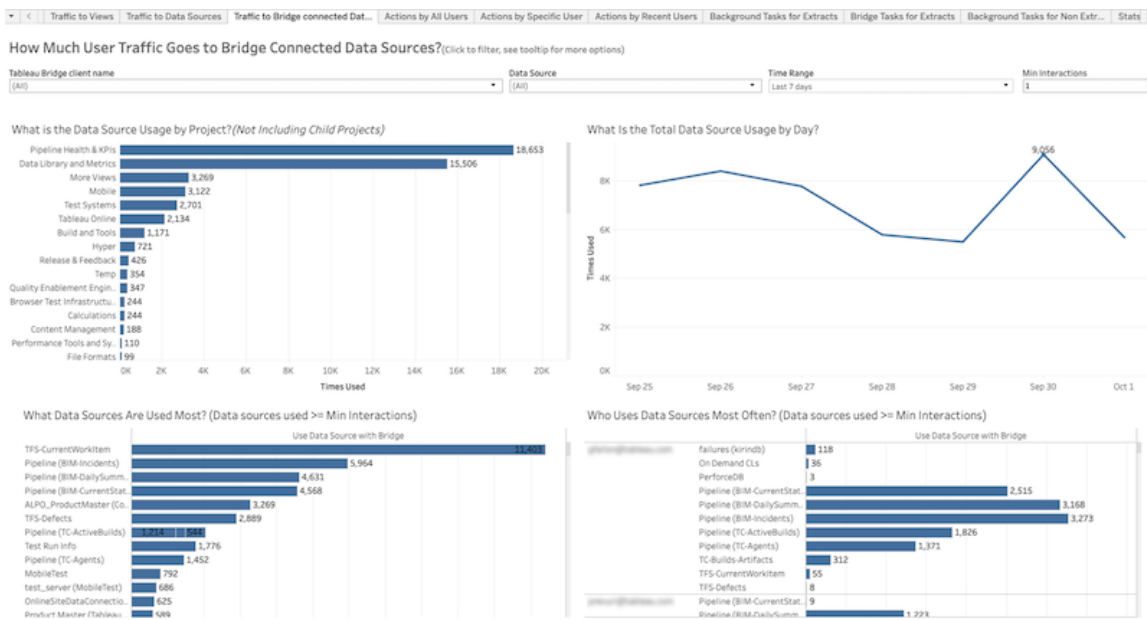 Traffic to Views Traffic to Data Sources Traffic to Bridge connected Dat... Actions by All Users Actions by Specific User Actions by Recent Users Background Tasks for Extracts Bridge Tasks for Extracts Background Tasks for Non Extr... Stats
How Much User Traffic Goes to Bridge Connected Data Sources?(Click to filter, see tooltip for more options)
Tableau Bridge client name Data Source Time Range Min Interactions
(All) (All) Last 7 days 1
What is the Data Source Usage by Project?(Not Including Child Projects)
Pipeline Health & KPIs 18,653
Data Library and Metrics 15,506
More Views 3,269
Mobile 3,122
Test Systems 2,701
Tableau Online 2,134
Build and Tools 1,171
Hyper 721
Release & Feedback 426
Temp 354
Quality Enablement Engin.. 347
Browser Test Infrastructu.. 244
Calculations 244
Content Management 188
Performance Tools and Sy.. 110
File Formats 99
0K 2K 4K 6K 8K 10K 12K 14K 16K 18K 20K
Times Used
What Is the Total Data Source Usage by Day?
9,056
8K
6K
4K
2K
0K
Times Used
Sep 25 Sep 26 Sep 27 Sep 28 Sep 29 Sep 30 Oct 1
What Data Sources Are Used Most? (Data sources used >= Min Interactions)
Use Data Source with Bridge
TFS-CurrentWorkItem 11,403
Pipeline (BIM-Incidents) 5,964
Pipeline (BIM-DailySumm.. 4,631
Pipeline (BIM-CurrentStat.. 4,568
ALPO_ProductMaster (Co.. 3,269
TFS-Defects 2,889
Pipeline (TC-ActiveBuilds) 1,214 544
Test Run Info 1,776
Pipeline (TC-Agents) 1,452
MobileTest 792
test_server (MobileTest) 686
OnlineSiteDataConnectio.. 625
Product Master (Tableau 589
Who Uses Data Sources Most Often? (Data sources used >= Min Interactions)
Use Data Source with Bridge
failures (kirindb) 118
On Demand CLs 36
PerforceDB 3
Pipeline (BIM-CurrentStat.. 2,515
Pipeline (BIM-DailySumm.. 3,168
Pipeline (BIM-Incidents) 3,273
Pipeline (TC-ActiveBuilds) 1,826
Pipeline (TC-Agents) 1,371
TC-Builds-Artifacts 312
TFS-CurrentWorkItem 55
TFS-Defects 8
Pipeline (BIM-CurrentStat.. 9
Pipeline (BIM-DailySumm.. 1,223